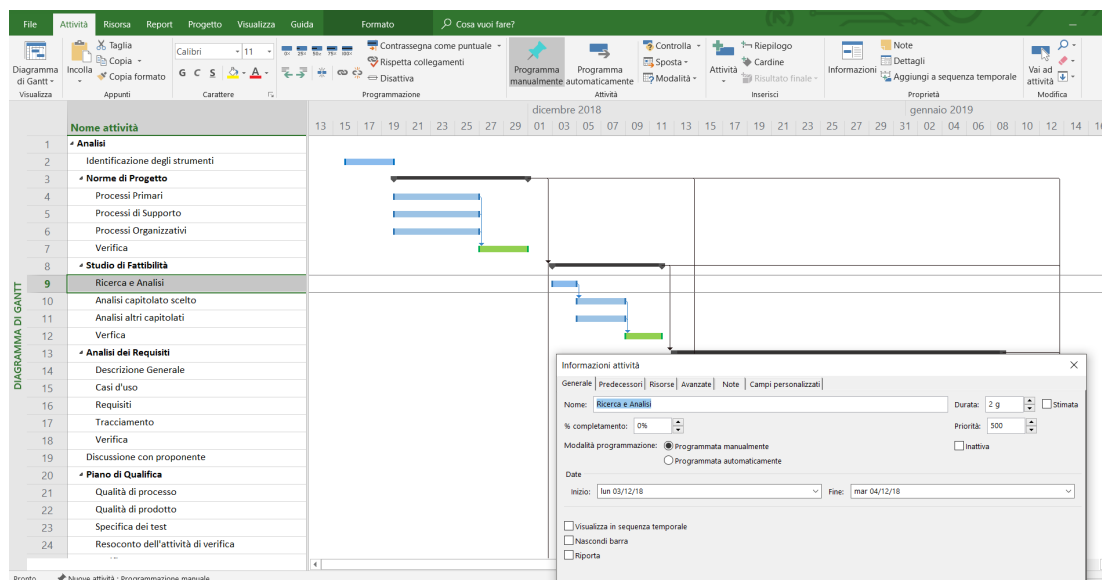 File Attività Risorsa Report Progetto Visualizza Guida Formato Cosa vuoi fare?
Diagramma di Gantt
Visualizza
Incolla
Taglia
Copia
Copia formato
Appunti
Calibri 11
G C S A
Carattere
0% 25% 50% 75% 100%
Contrassegna come puntuale
Rispetta collegamenti
Disattiva
Programmazione
Programma manualmente
Programma automaticamente
Controlla
Sposta
Modalità
Attività
Attività
Riepilogo
Cardine
Risultato finale
Inserisci
Informazioni
Note
Dettagli
Aggiungi a sequenza temporale
Proprietà
Vai ad attività
Modifica
dicembre 2018 gennaio 2019
Nome attività 13 15 17 19 21 23 25 27 29 01 03 05 07 09 11 13 15 17 19 21 23 25 27 29 31 02 04 06 08 10 12 14
1 Analisi
2 Identificazione degli strumenti
3 Norme di Progetto
4 Processi Primari
5 Processi di Supporto
6 Processi Organizzativi
7 Verifica
8 Studio di Fattibilità
9 Ricerca e Analisi
10 Analisi capitolato scelto
11 Analisi altri capitolati
12 Verfica
13 Analisi dei Requisiti
14 Descrizione Generale
15 Casi d'uso
16 Requisiti
17 Tracciamento
18 Verifica
19 Discussione con proponente
20 Piano di Qualifica
21 Qualità di processo
22 Qualità di prodotto
23 Specifica dei test
24 Resoconto dell'attività di verifica
DIAGRAMMA DI GANTT
Informazioni attività
Generale Predecessori Risorse Avanzate Note Campi personalizzati
Nome: Ricerca e Analisi Durata: 2 g Stimata
% completamento: 0% Priorità: 500
Modalità programmazione: Programmata manualmente Inattiva
Programmata automaticamente
Date
Inizio: lun 03/12/18 Fine: mar 04/12/18
Visualizza in sequenza temporale
Nascondi barra
Riporta
Pronto Nuove attività : Programmazione manuale